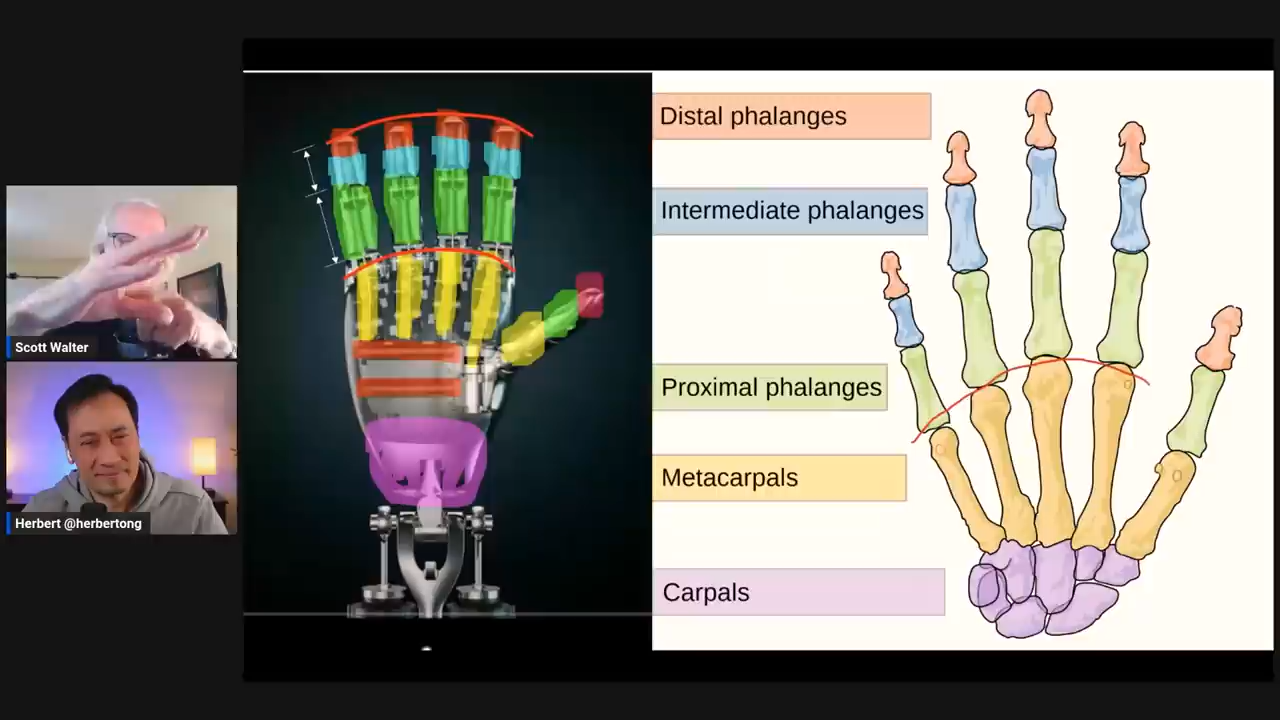 Scott Walter
Herbert @herbertong
Distal phalanges
Intermediate phalanges
Proximal phalanges
Metacarpals
Carpals